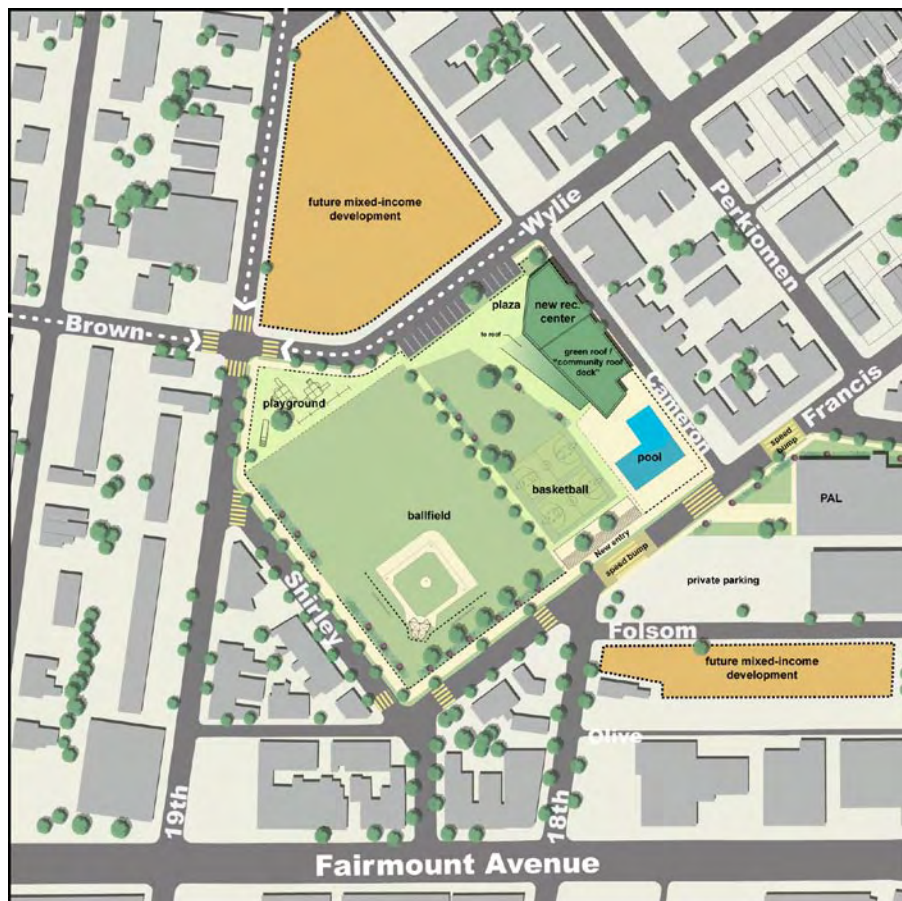 future mixed-income
development
Wylie
Perkiomen
Brown
plaza
new rec.
center
to roof
green roof /
"community roof
deck"
Cameron
Francis
playground
speed
bump
pool
basketball
PAL
ballfield
New entry
speed bump
private parking
Shirley
Folsom
future mixed-income
development
Olive
19th
18th
Fairmount Avenue